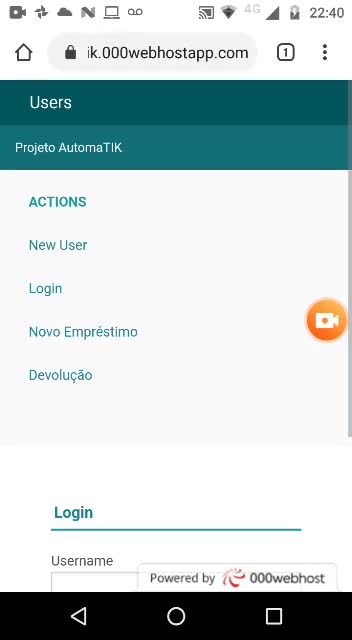 4G 22:40
ik.000webhostapp.com 1
Users
Projeto AutomaTIK
ACTIONS
New User
Login
Novo Empréstimo
Devolução
Login
Username
Powered by 000webhost